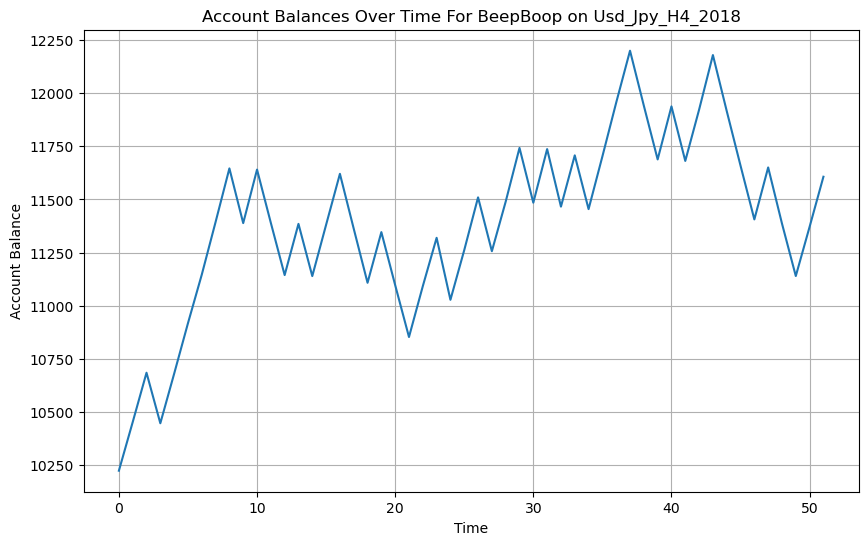 Account Balances Over Time For BeepBoop on Usd_Jpy_H4_2018
12250
12000
11750
11500
11250
11000
10750
10500
10250
Account Balance
0 10 20 30 40 50
Time